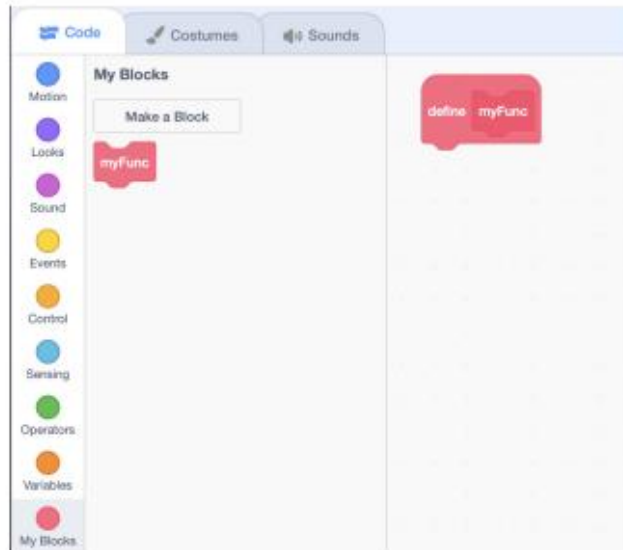 Code
Costumes
Sounds
Motion
Looks
Sound
Events
Control
Sensing
Operators
Variables
My Blocks
My Blocks
Make a Block
myFunc
define myFunc